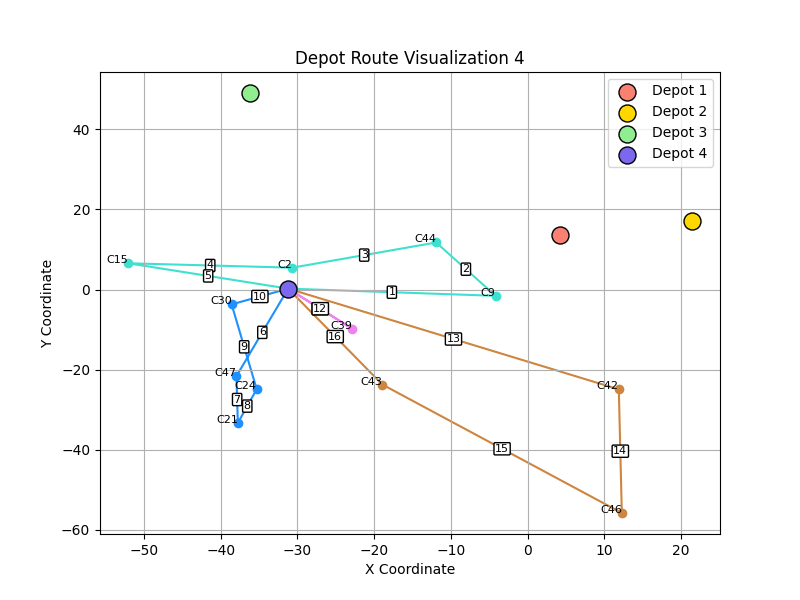 Depot Route Visualization 4
Depot 1
Depot 2
Depot 3
Depot 4
Y Coordinate
40
20
0
−20
−40
−60
C15
4
5
C2
3
C44
2
1
C9
C30
10
12
C39
6
16
13
9
C47
C24
7
8
C21
C43
C42
14
15
C46
−50
−40
−30
−20
−10
0
10
20
X Coordinate